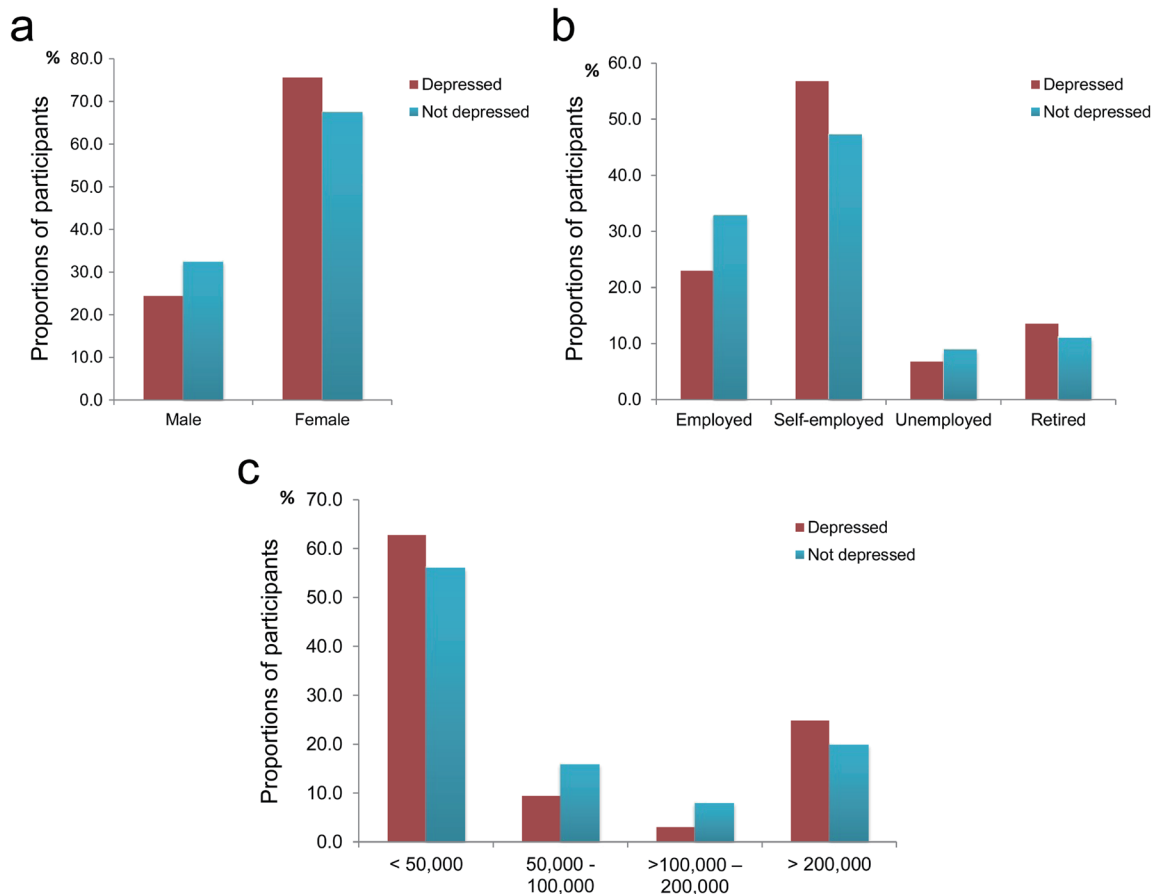 a
%
80.0
70.0
60.0
50.0
40.0
30.0
20.0
10.0
0.0
Proportions of participants
Male Female
Depressed
Not depressed
b
%
60.0
50.0
40.0
30.0
20.0
10.0
0.0
Proportions of participants
Employed Self-employed Unemployed Retired
Depressed
Not depressed
c
%
70.0
60.0
50.0
40.0
30.0
20.0
10.0
0.0
Proportions of participants
< 50,000 50,000 - >100,000 – > 200,000
100,000 200,000
Depressed
Not depressed